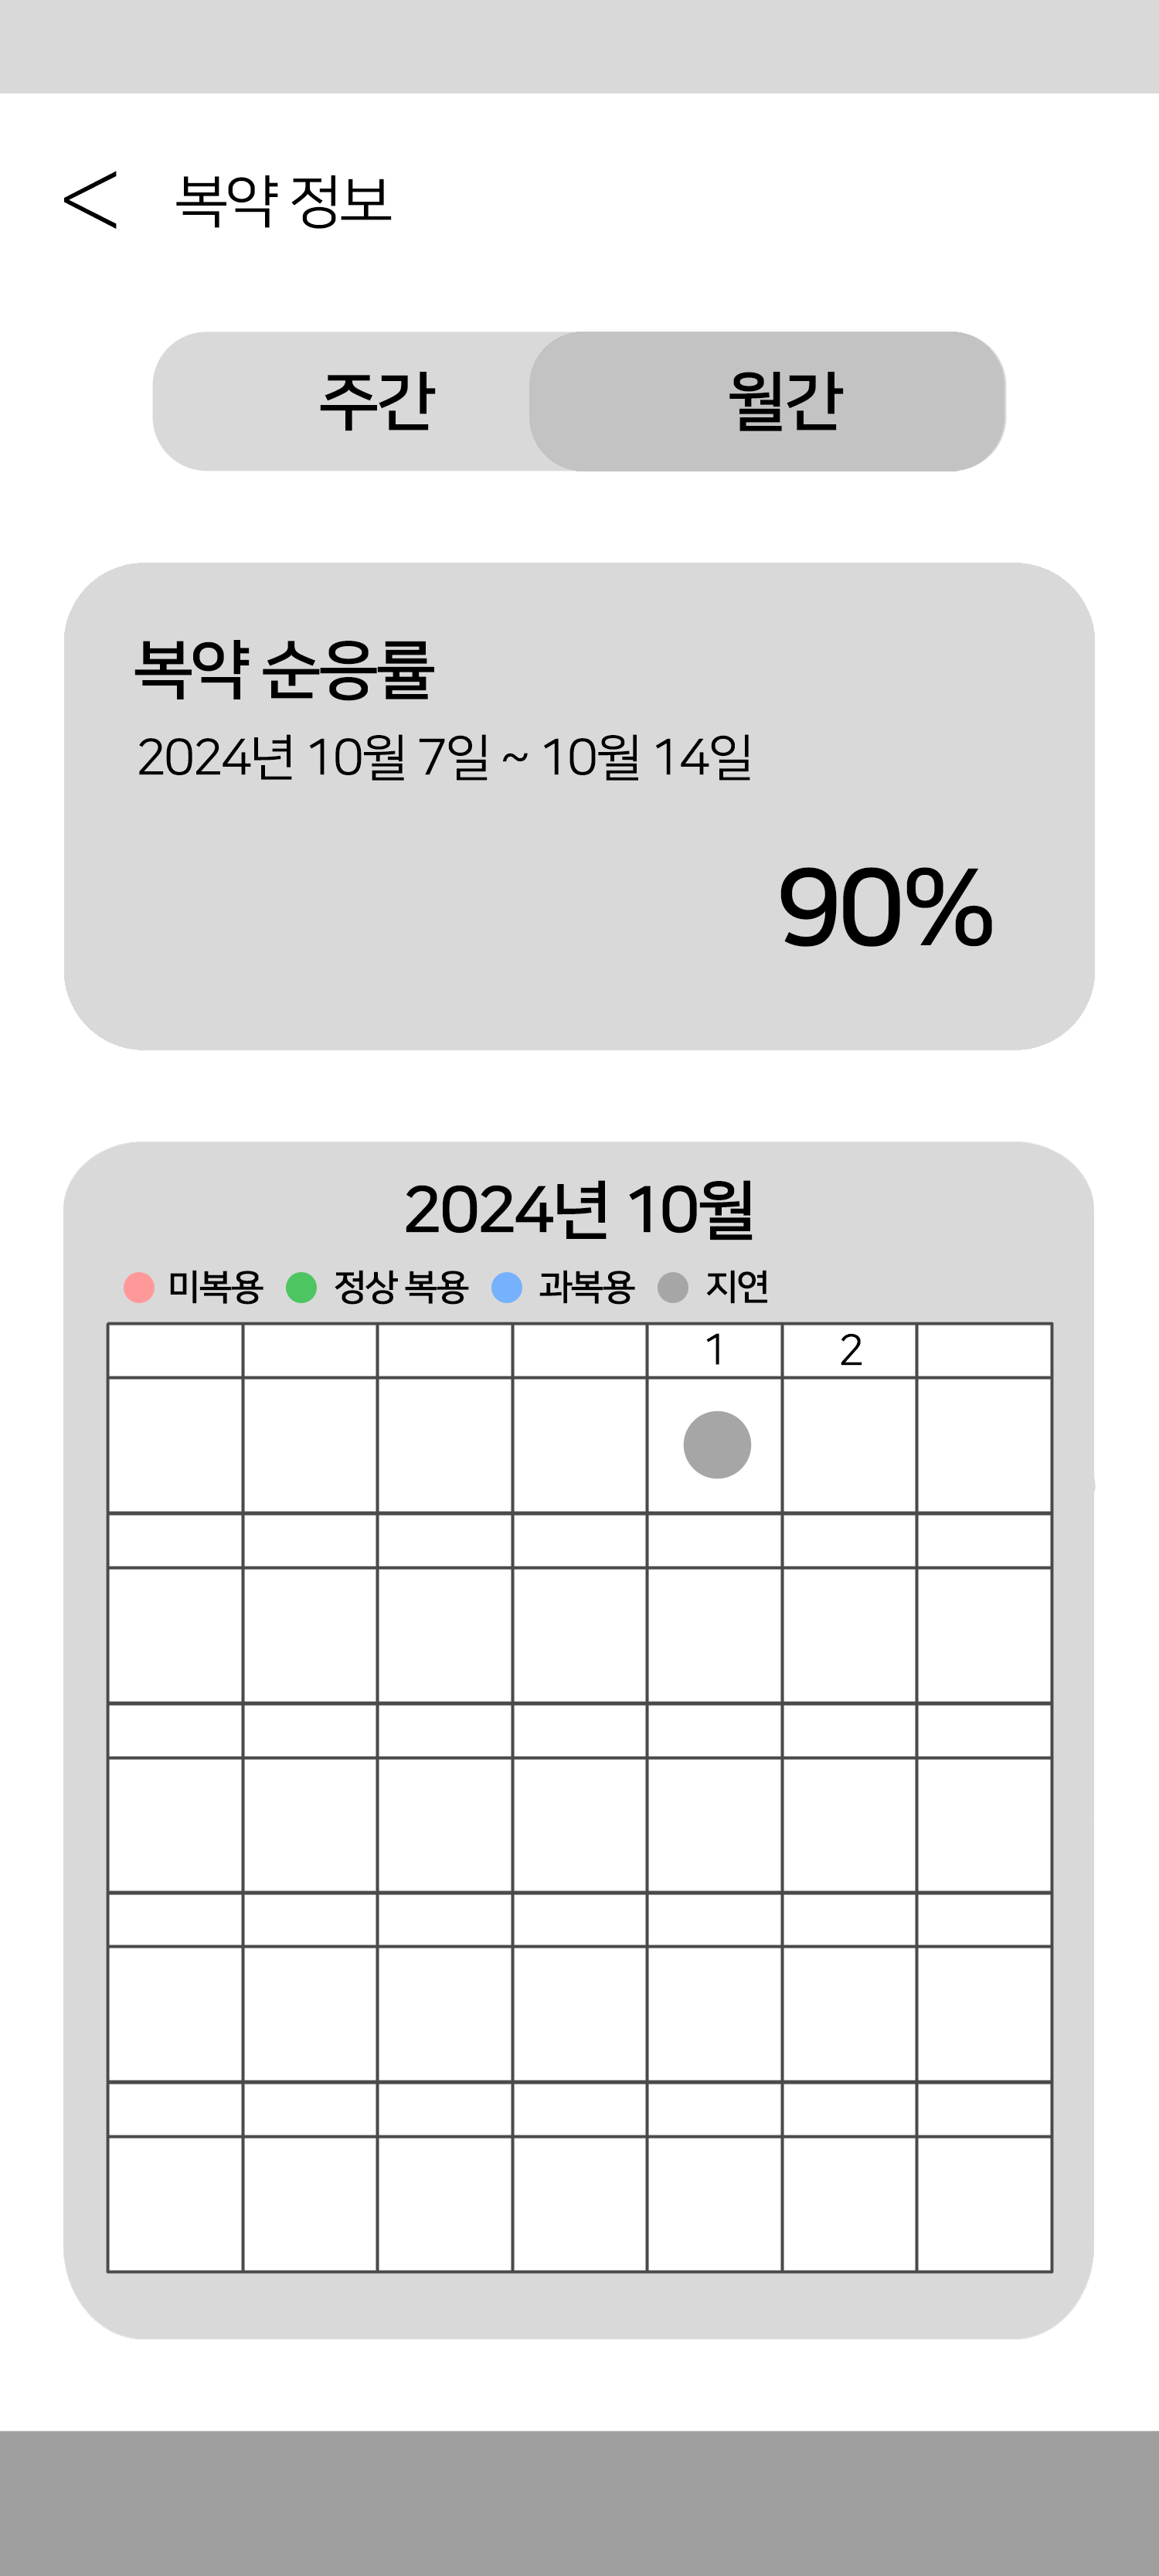 < 복약 정보
주간 월간
복약 순응률
2024년 10월 7일 ~ 10월 14일
90%
2024년 10월
미복용 정상 복용 과복용 지연
1 2